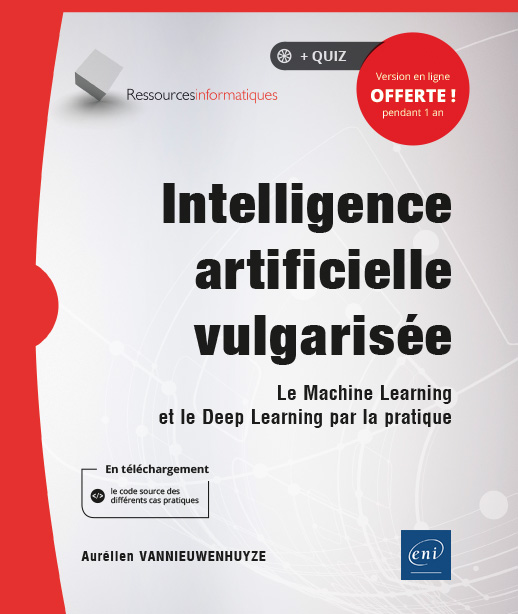 + QUIZ
Version en ligne
OFFERTE !
pendant 1 an
Ressourcesinformatiques
Intelligence
artificielle
vulgarisée
Le Machine Learning
et le Deep Learning par la pratique
En téléchargement
</>
le code source des
différents cas pratiques
Aurélien VANNIEUWENHUYZE
eni